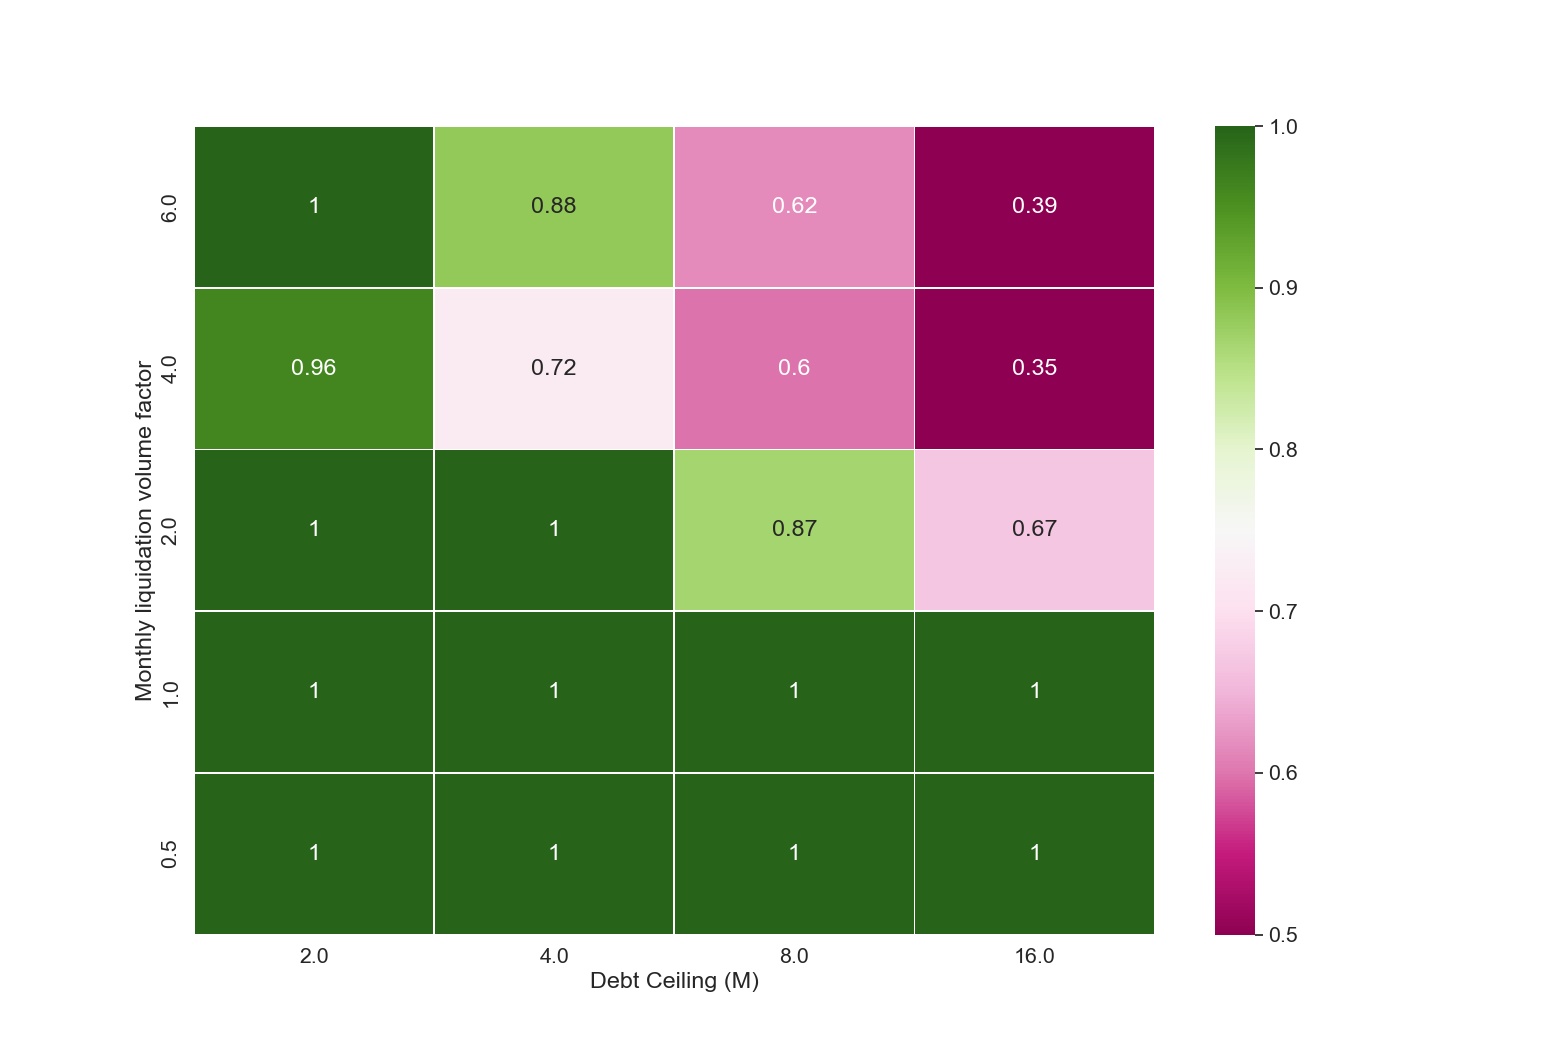 1.0
6.0 1 0.88 0.62 0.39
0.9
4.0 0.96 0.72 0.6 0.35
0.8
Monthly liquidation volume factor
2.0 1 1 0.87 0.67
0.7
1.0 1 1 1 1
0.6
0.5 1 1 1 1
0.5
2.0 4.0 8.0 16.0
Debt Ceiling (M)